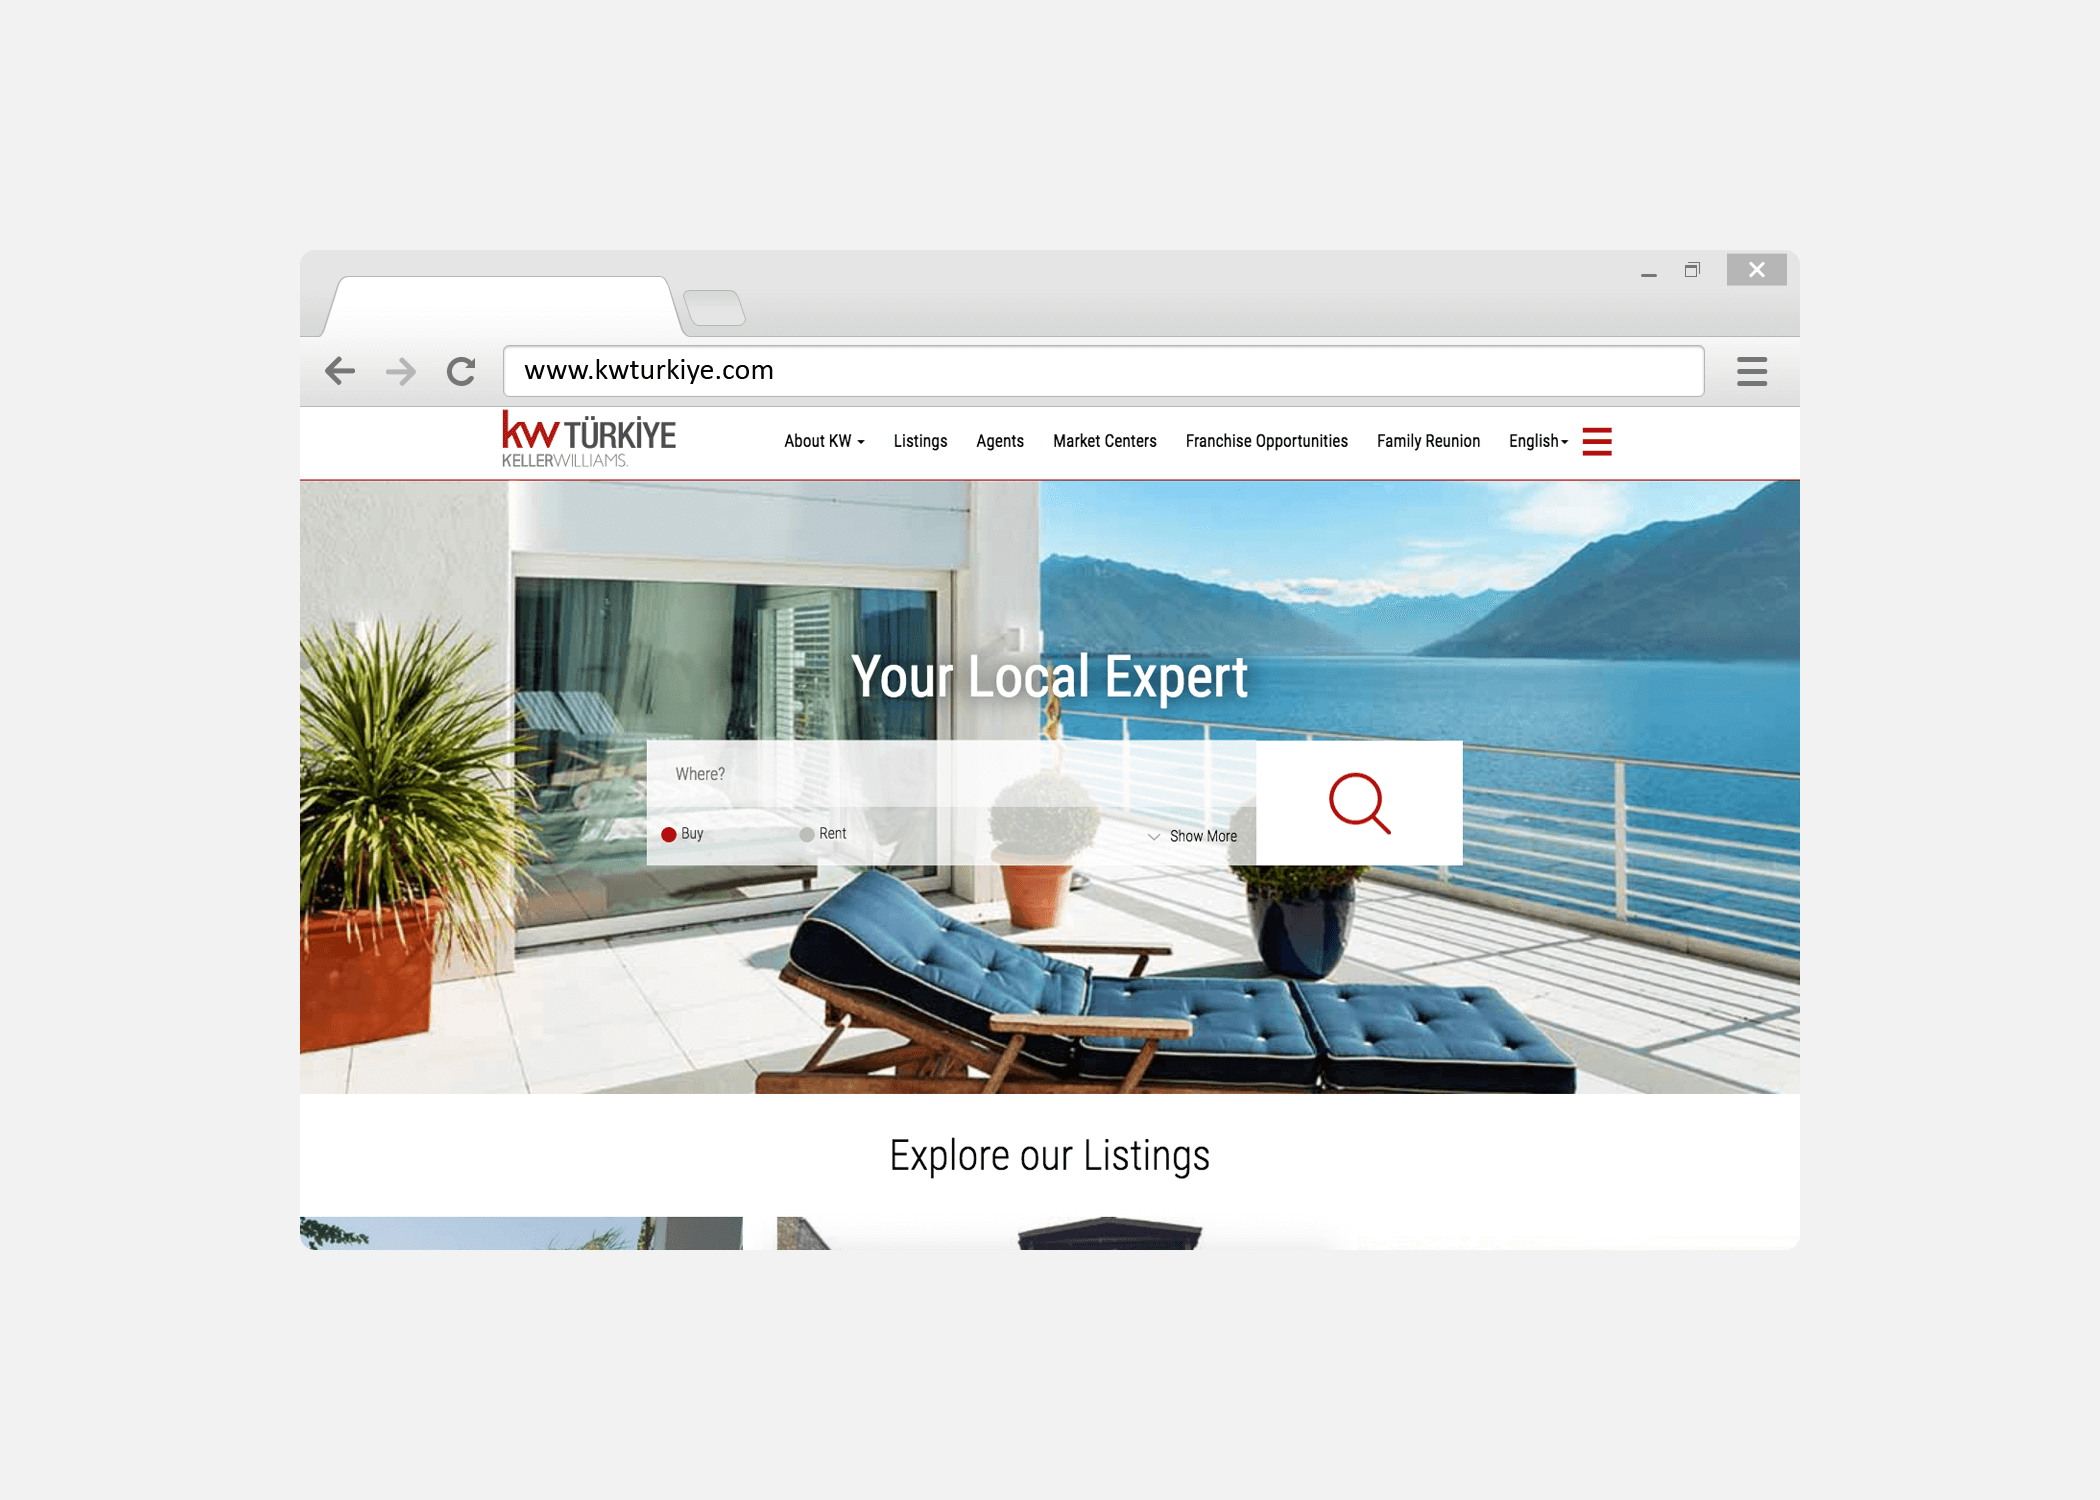 www.kwturkiye.com
kw TÜRKİYE
KELLERWILLIAMS.
About KW Listings Agents Market Centers Franchise Opportunities Family Reunion English
Your Local Expert
Where?
Buy Rent Show More
Explore our Listings